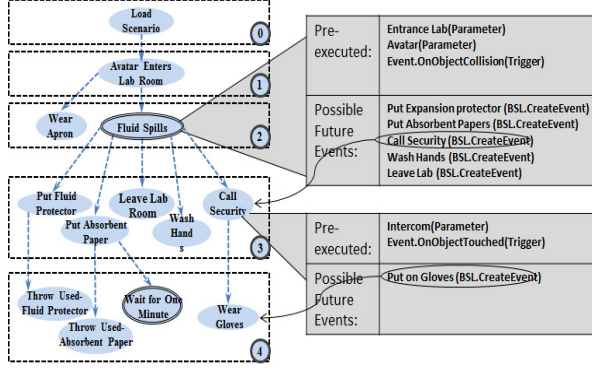 Load
Scenario
0
Avatar Enters
Lab Room
1
Wear
Apron
Fluid Spills
2
Put Fluid
Protector
Put Absorbent
Paper
Leave Lab
Room
Wash
Hand
s
Call
Security
3
Throw Used-
Fluid Protector
Throw Used-
Absorbent Paper
Wait for One
Minute
Wear
Gloves
4
Pre-
executed:
Entrance Lab(Parameter)
Avatar(Parameter)
Event.OnObjectCollision(Trigger)
Possible
Future
Events:
Put Expansion protector (BSL.CreateEvent)
Put Absorbent Papers (BSL.CreateEvent)
Call Security (BSL.CreateEvent)
Wash Hands (BSL.CreateEvent)
Leave Lab (BSL.CreateEvent)
Pre-
executed:
Intercom(Parameter)
Event.OnObjectTouched(Trigger)
Possible
Future
Events:
Put on Gloves (BSL.CreateEvent)